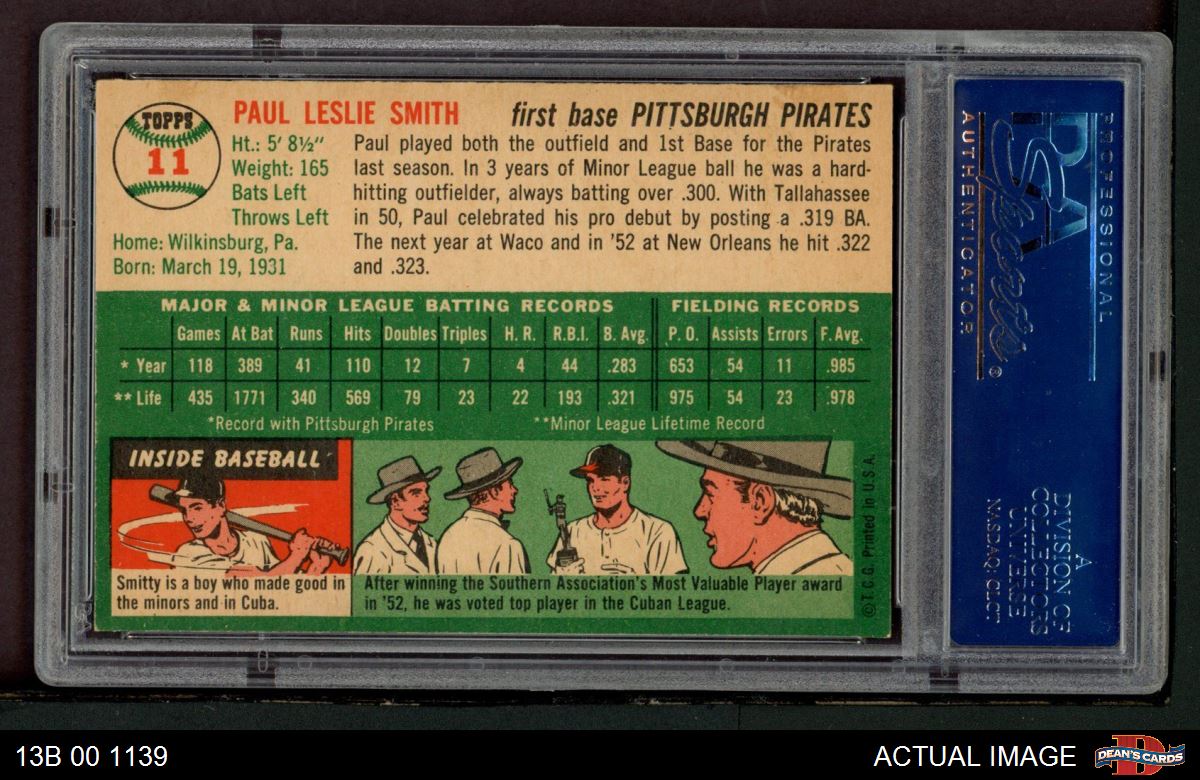 TOPPS
11
PAUL LESLIE SMITH first base PITTSBURGH PIRATES
Ht.: 5' 8½"
Weight: 165
Bats Left
Throws Left
Home: Wilkinsburg, Pa.
Born: March 19, 1931
Paul played both the outfield and 1st Base for the Pirates
last season. In 3 years of Minor League ball he was a hard-
hitting outfielder, always batting over .300. With Tallahassee
in 50, Paul celebrated his pro debut by posting a .319 BA.
The next year at Waco and in '52 at New Orleans he hit .322
and .323.
MAJOR & MINOR LEAGUE BATTING RECORDS FIELDING RECORDS
Games At Bat Runs Hits Doubles Triples H. R. R.B.I. B. Avg. P. O. Assists Errors F. Avg.
* Year 118 389 41 110 12 7 4 44 .283 653 54 11 .985
** Life 435 1771 340 569 79 23 22 193 .321 975 54 23 .978
*Record with Pittsburgh Pirates **Minor League Lifetime Record
INSIDE BASEBALL
Smitty is a boy who made good in
the minors and in Cuba.
After winning the Southern Association's Most Valuable Player award
in '52, he was voted top player in the Cuban League.
© T.C.G. Printed in U.S.A.
PROFESSIONAL
PSA
Sports
AUTHENTICATOR
®
A
DIVISION OF
COLLECTORS
UNIVERSE
NASDAQ: CLCT
13B 00 1139
ACTUAL IMAGE
DEAN'S CARDS